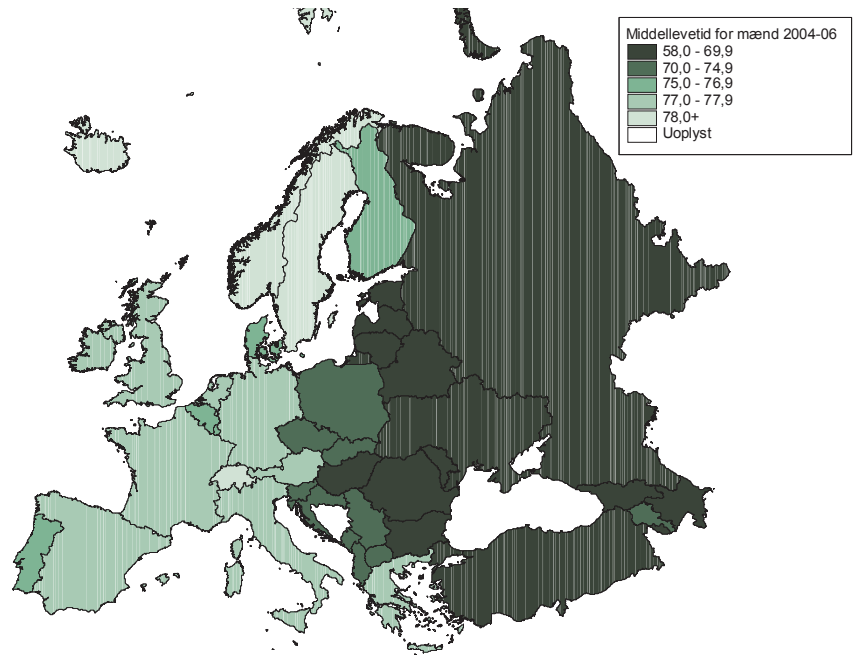 Middellevetid for mænd 2004-06
58,0 - 69,9
70,0 - 74,9
75,0 - 76,9
77,0 - 77,9
78,0+
Uoplyst